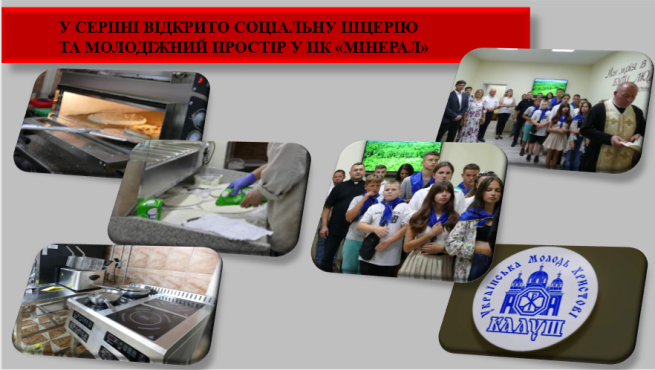 У СЕРПНІ ВІДКРИТО СОЦІАЛЬНУ ПІЦЕРІЮ
ТА МОЛОДІЖНИЙ ПРОСТІР У ПК «МІНЕРАЛ»
УКРАЇНСЬКА МОЛОДЬ ХРИСТОВІ
КАЛУШ